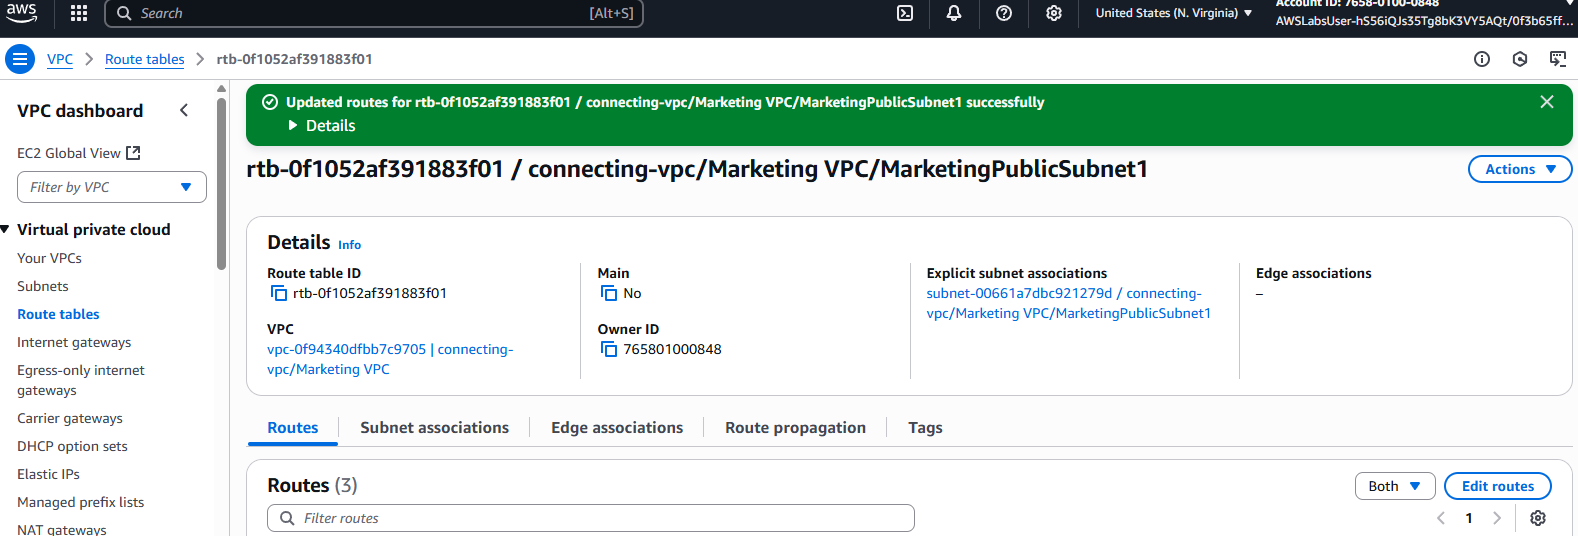 aws
Search [Alt+S]
United States (N. Virginia)
Account ID: 7658-0100-0848
AWSLabsUser-hS56iQJs35Tg8bK3VY5AQt/0f3b65ff...
VPC > Route tables > rtb-0f1052af391883f01
VPC dashboard
EC2 Global View
Filter by VPC
Virtual private cloud
Your VPCs
Subnets
Route tables
Internet gateways
Egress-only internet
gateways
Carrier gateways
DHCP option sets
Elastic IPs
Managed prefix lists
NAT gateways
Updated routes for rtb-0f1052af391883f01 / connecting-vpc/Marketing VPC/MarketingPublicSubnet1 successfully
Details
rtb-0f1052af391883f01 / connecting-vpc/Marketing VPC/MarketingPublicSubnet1
Actions
Details Info
Route table ID
rtb-0f1052af391883f01
VPC
vpc-0f94340dfbb7c9705 | connecting-
vpc/Marketing VPC
Main
No
Owner ID
765801000848
Explicit subnet associations
subnet-00661a7dbc921279d / connecting-
vpc/Marketing VPC/MarketingPublicSubnet1
Edge associations
–
Routes Subnet associations Edge associations Route propagation Tags
Routes (3)
Both
Edit routes
Filter routes
1